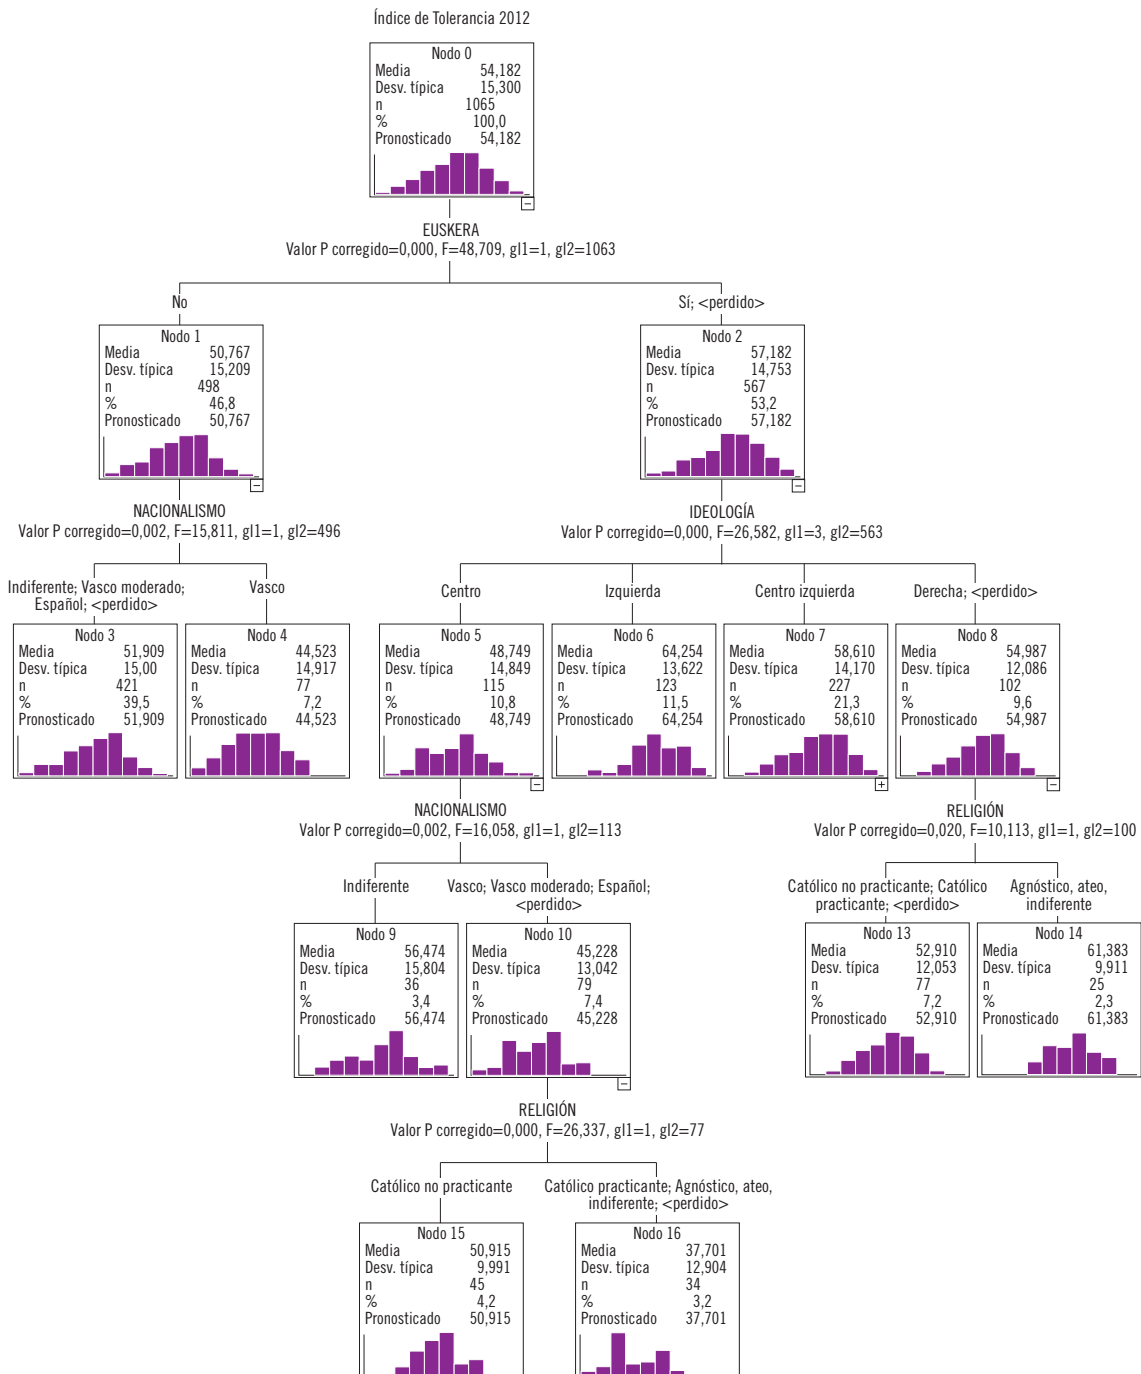 Índice de Tolerancia 2012
Nodo 0
Media 54,182
Desv. típica 15,300
n 1065
% 100,0
Pronosticado 54,182
EUSKERA
Valor P corregido=0,000, F=48,709, gl1=1, gl2=1063
No
Sí; <perdido>
Nodo 1
Media 50,767
Desv. típica 15,209
n 498
% 46,8
Pronosticado 50,767
Nodo 2
Media 57,182
Desv. típica 14,753
n 567
% 53,2
Pronosticado 57,182
NACIONALISMO
Valor P corregido=0,002, F=15,811, gl1=1, gl2=496
IDEOLOGÍA
Valor P corregido=0,000, F=26,582, gl1=3, gl2=563
Indiferente; Vasco moderado;
Español; <perdido>
Vasco
Centro
Izquierda
Centro izquierda
Derecha; <perdido>
Nodo 3
Media 51,909
Desv. típica 15,00
n 421
% 39,5
Pronosticado 51,909
Nodo 4
Media 44,523
Desv. típica 14,917
n 77
% 7,2
Pronosticado 44,523
Nodo 5
Media 48,749
Desv. típica 14,849
n 115
% 10,8
Pronosticado 48,749
Nodo 6
Media 64,254
Desv. típica 13,622
n 123
% 11,5
Pronosticado 64,254
Nodo 7
Media 58,610
Desv. típica 14,170
n 227
% 21,3
Pronosticado 58,610
Nodo 8
Media 54,987
Desv. típica 12,086
n 102
% 9,6
Pronosticado 54,987
NACIONALISMO
Valor P corregido=0,002, F=16,058, gl1=1, gl2=113
RELIGIÓN
Valor P corregido=0,020, F=10,113, gl1=1, gl2=100
Indiferente
Vasco; Vasco moderado; Español;
<perdido>
Católico no practicante; Católico
practicante; <perdido>
Agnóstico, ateo,
indiferente
Nodo 9
Media 56,474
Desv. típica 15,804
n 36
% 3,4
Pronosticado 56,474
Nodo 10
Media 45,228
Desv. típica 13,042
n 79
% 7,4
Pronosticado 45,228
Nodo 13
Media 52,910
Desv. típica 12,053
n 77
% 7,2
Pronosticado 52,910
Nodo 14
Media 61,383
Desv. típica 9,911
n 25
% 2,3
Pronosticado 61,383
RELIGIÓN
Valor P corregido=0,000, F=26,337, gl1=1, gl2=77
Católico no practicante
Católico practicante; Agnóstico, ateo,
indiferente; <perdido>
Nodo 15
Media 50,915
Desv. típica 9,991
n 45
% 4,2
Pronosticado 50,915
Nodo 16
Media 37,701
Desv. típica 12,904
n 34
% 3,2
Pronosticado 37,701